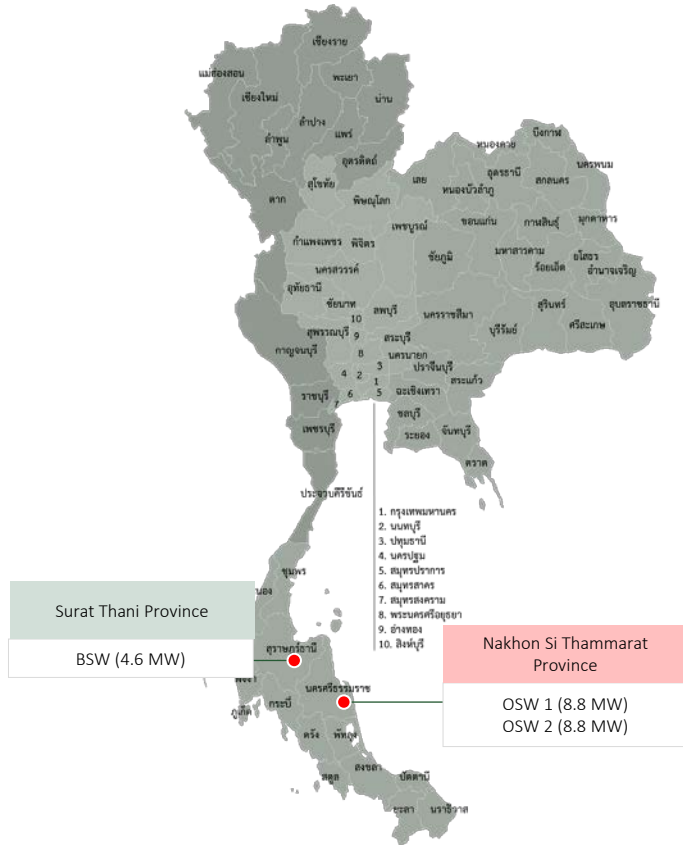 เชียงราย
แม่ฮ่องสอน
พะเยา
เชียงใหม่
น่าน
ลำปาง
ลำพูน
แพร่
อุตรดิตถ์
บึงกาฬ
หนองคาย
นครพนม
เลย
อุดรธานี
สกลนคร
หนองบัวลำภู
สุโขทัย
ตาก
พิษณุโลก
เพชรบูรณ์
ขอนแก่น
กาฬสินธุ์
มุกดาหาร
กำแพงเพชร
พิจิตร
ชัยภูมิ
มหาสารคาม
ร้อยเอ็ด
ยโสธร
อำนาจเจริญ
นครสวรรค์
อุทัยธานี
ชัยนาท
ลพบุรี
นครราชสีมา
บุรีรัมย์
สุรินทร์
ศรีสะเกษ
อุบลราชธานี
10
สุพรรณบุรี
9
สระบุรี
8
นครนายก
กาญจนบุรี
3
ปราจีนบุรี
4
2
1
สระแก้ว
ราชบุรี
6
5
ฉะเชิงเทรา
7
ชลบุรี
เพชรบุรี
ระยอง
จันทบุรี
ตราด
ประจวบคีรีขันธ์
1. กรุงเทพมหานคร
2. นนทบุรี
3. ปทุมธานี
4. นครปฐม
5. สมุทรปราการ
6. สมุทรสาคร
7. สมุทรสงคราม
8. พระนครศรีอยุธยา
9. อ่างทอง
10. สิงห์บุรี
ชุมพร
นอง
Surat Thani Province
BSW (4.6 MW)
สุราษฎร์ธานี
Nakhon Si Thammarat
Province
OSW 1 (8.8 MW)
OSW 2 (8.8 MW)
นครศรีธรรมราช
กระบี่
ภูเก็ต
ตรัง
พัทลุง
สงขลา
สตูล
ปัตตานี
ยะลา
นราธิวาส